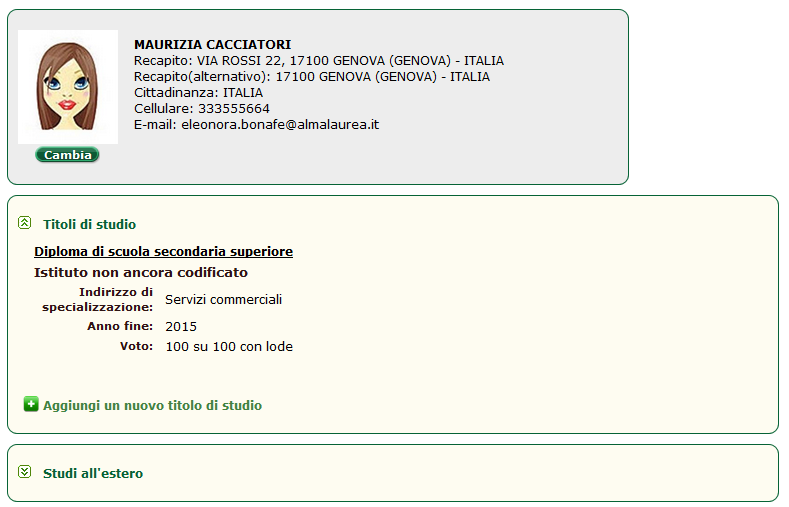 MAURIZIA CACCIATORI
Recapito: VIA ROSSI 22, 17100 GENOVA (GENOVA) - ITALIA
Recapito(alternativo): 17100 GENOVA (GENOVA) - ITALIA
Cittadinanza: ITALIA
Cellulare: 333555664
E-mail: eleonora.bonafe@almalaurea.it
Cambia
Titoli di studio
Diploma di scuola secondaria superiore
Istituto non ancora codificato
Indirizzo di
specializzazione: Servizi commerciali
Anno fine: 2015
Voto: 100 su 100 con lode
Aggiungi un nuovo titolo di studio
Studi all'estero